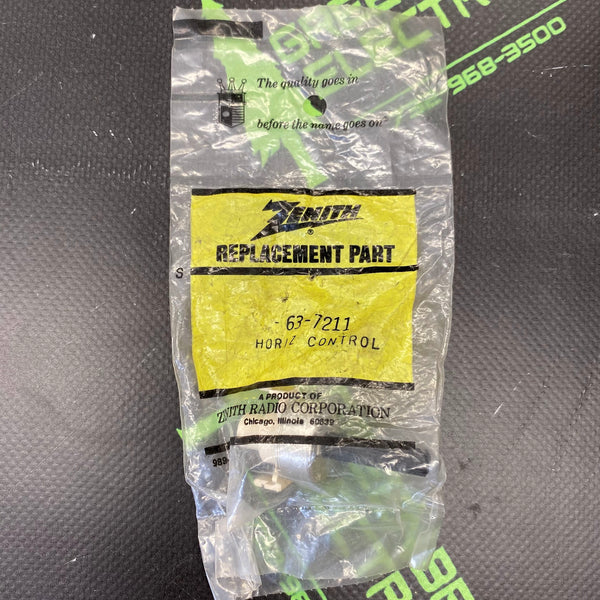 The quality goes in
before the name goes on
ZENITH
®
REPLACEMENT PART
S
63-7211
HORIZ CONTROL
A PRODUCT OF
ZENITH RADIO CORPORATION
Chicago, Illinois 60639
968-3500